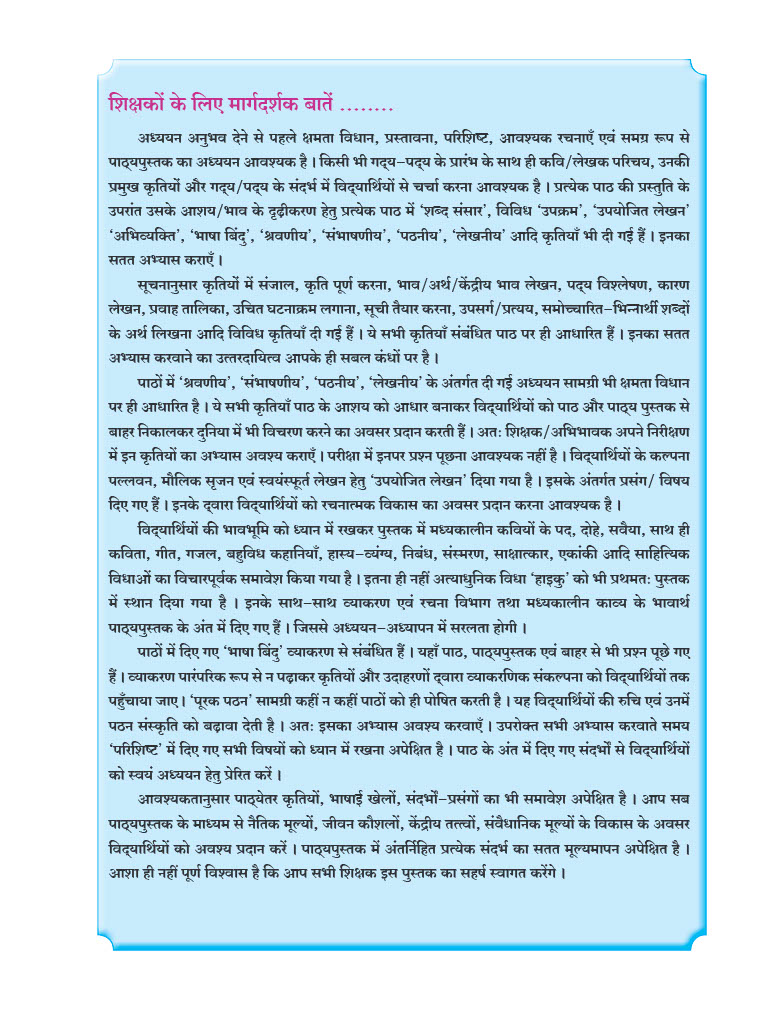 शिक्षकों के लिए मार्गदर्शक बातें ........
अध्ययन अनुभव देने से पहले क्षमता विधान, प्रस्तावना, परिशिष्ट, आवश्यक रचनाएँ एवं समग्र रूप से
पाठ्‌यपुस्तक का अध्ययन आवश्यक है । किसी भी गद्‌य-पद्‌य के प्रारंभ के साथ ही कवि/लेखक परिचय, उनकी
प्रमुख कृतियों और गद्‌य/पद्‌य के संदर्भ में विद्‌यार्थियों से चर्चा करना आवश्यक है । प्रत्येक पाठ की प्रस्तुति के
उपरांत उसके आशय/भाव के दृढ़ीकरण हेतु प्रत्येक पाठ में ‘शब्द संसार’, विविध ‘उपक्रम’, ‘उपयोजित लेखन’
‘अभिव्यक्ति’, ‘भाषा बिंदु’, ‘श्रवणीय’, ‘संभाषणीय’, ‘पठनीय’, ‘लेखनीय’ आदि कृतियाँ भी दी गई हैं । इनका
सतत अभ्यास कराएँ ।
सूचनानुसार कृतियों में संजाल, कृति पूर्ण करना, भाव/अर्थ/केंद्रीय भाव लेखन, पद्‌य विश्लेषण, कारण
लेखन, प्रवाह तालिका, उचित घटनाक्रम लगाना, सूची तैयार करना, उपसर्ग/प्रत्यय, समोच्चारित-भिन्नार्थी शब्दों
के अर्थ लिखना आदि विविध कृतियाँ दी गई हैं । ये सभी कृतियाँ संबंधित पाठ पर ही आधारित हैं । इनका सतत
अभ्यास करवाने का उत्तरदायित्व आपके ही सबल कंधों पर है ।
पाठों में ‘श्रवणीय’, ‘संभाषणीय’, ‘पठनीय’, ‘लेखनीय’ के अंतर्गत दी गई अध्ययन सामग्री भी क्षमता विधान
पर ही आधारित है । ये सभी कृतियाँ पाठ के आशय को आधार बनाकर विद्‌यार्थियों को पाठ और पाठ्‌य पुस्तक से
बाहर निकालकर दुनिया में भी विचरण करने का अवसर प्रदान करती हैं । अतः शिक्षक/अभिभावक अपने निरीक्षण
में इन कृतियों का अभ्यास अवश्य कराएँ । परीक्षा में इनपर प्रश्न पूछना आवश्यक नहीं है । विद्‌यार्थियों के कल्पना
पल्लवन, मौलिक सृजन एवं स्वयंस्फूर्त लेखन हेतु ‘उपयोजित लेखन’ दिया गया है । इसके अंतर्गत प्रसंग/ विषय
दिए गए हैं । इनके द्‌वारा विद्‌यार्थियों को रचनात्मक विकास का अवसर प्रदान करना आवश्यक है ।
विद्‌यार्थियों की भावभूमि को ध्यान में रखकर पुस्तक में मध्यकालीन कवियों के पद, दोहे, सवैया, साथ ही
कविता, गीत, गजल, बहुविध कहानियाँ, हास्य-व्यंग्य, निबंध, संस्मरण, साक्षात्कार, एकांकी आदि साहित्यिक
विधाओं का विचारपूर्वक समावेश किया गया है । इतना ही नहीं अत्याधुनिक विधा ‘हाइकु’ को भी प्रथमतः पुस्तक
में स्थान दिया गया है । इनके साथ-साथ व्याकरण एवं रचना विभाग तथा मध्यकालीन काव्य के भावार्थ
पाठ्‌यपुस्तक के अंत में दिए गए हैं । जिससे अध्ययन-अध्यापन में सरलता होगी ।
पाठों में दिए गए ‘भाषा बिंदु’ व्याकरण से संबंधित हैं । यहाँ पाठ, पाठ्‌यपुस्तक एवं बाहर से भी प्रश्न पूछे गए
हैं । व्याकरण पारंपरिक रूप से न पढ़ाकर कृतियों और उदाहरणों द्‌वारा व्याकरणिक संकल्पना को विद्‌यार्थियों तक
पहुँचाया जाए । ‘पूरक पठन’ सामग्री कहीं न कहीं पाठों को ही पोषित करती है । यह विद्‌यार्थियों की रुचि एवं उनमें
पठन संस्कृति को बढ़ावा देती है । अतः इसका अभ्यास अवश्य करवाएँ । उपरोक्त सभी अभ्यास करवाते समय
‘परिशिष्ट’ में दिए गए सभी विषयों को ध्यान में रखना अपेक्षित है । पाठ के अंत में दिए गए संदर्भों से विद्‌यार्थियों
को स्वयं अध्ययन हेतु प्रेरित करें ।
आवश्यकतानुसार पाठ्‌येतर कृतियों, भाषाई खेलों, संदर्भों-प्रसंगों का भी समावेश अपेक्षित है । आप सब
पाठ्‌यपुस्तक के माध्यम से नैतिक मूल्यों, जीवन कौशलों, केंद्रीय तत्त्वों, संवैधानिक मूल्यों के विकास के अवसर
विद्‌यार्थियों को अवश्य प्रदान करें । पाठ्‌यपुस्तक में अंतर्निहित प्रत्येक संदर्भ का सतत मूल्यमापन अपेक्षित है ।
आशा ही नहीं पूर्ण विश्वास है कि आप सभी शिक्षक इस पुस्तक का सहर्ष स्वागत करेंगे ।